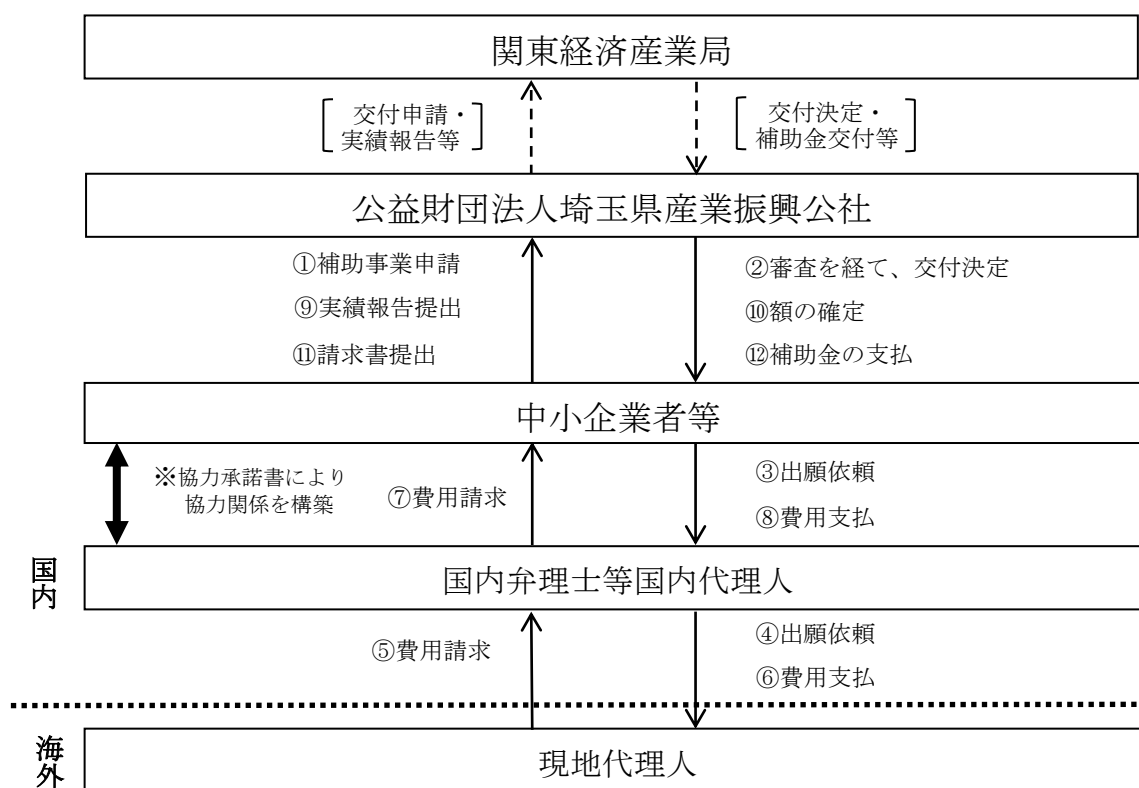 関東経済産業局
交付申請・
実績報告等
交付決定・
補助金交付等
公益財団法人埼玉県産業振興公社
①補助事業申請
⑨実績報告提出
⑪請求書提出
②審査を経て、交付決定
⑩額の確定
⑫補助金の支払
中小企業者等
※協力承諾書により
協力関係を構築
⑦費用請求
③出願依頼
⑧費用支払
国内
国内弁理士等国内代理人
⑤費用請求
④出願依頼
⑥費用支払
海外
現地代理人